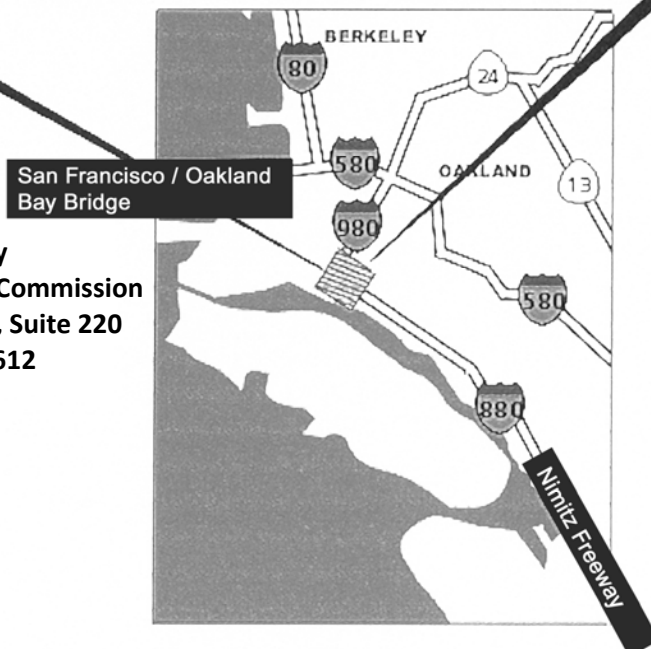 BERKELEY
80
24
580
San Francisco / Oakland
Bay Bridge
OAKLAND
13
980
y
Commission
, Suite 220
612
580
880
Nimitz Freeway